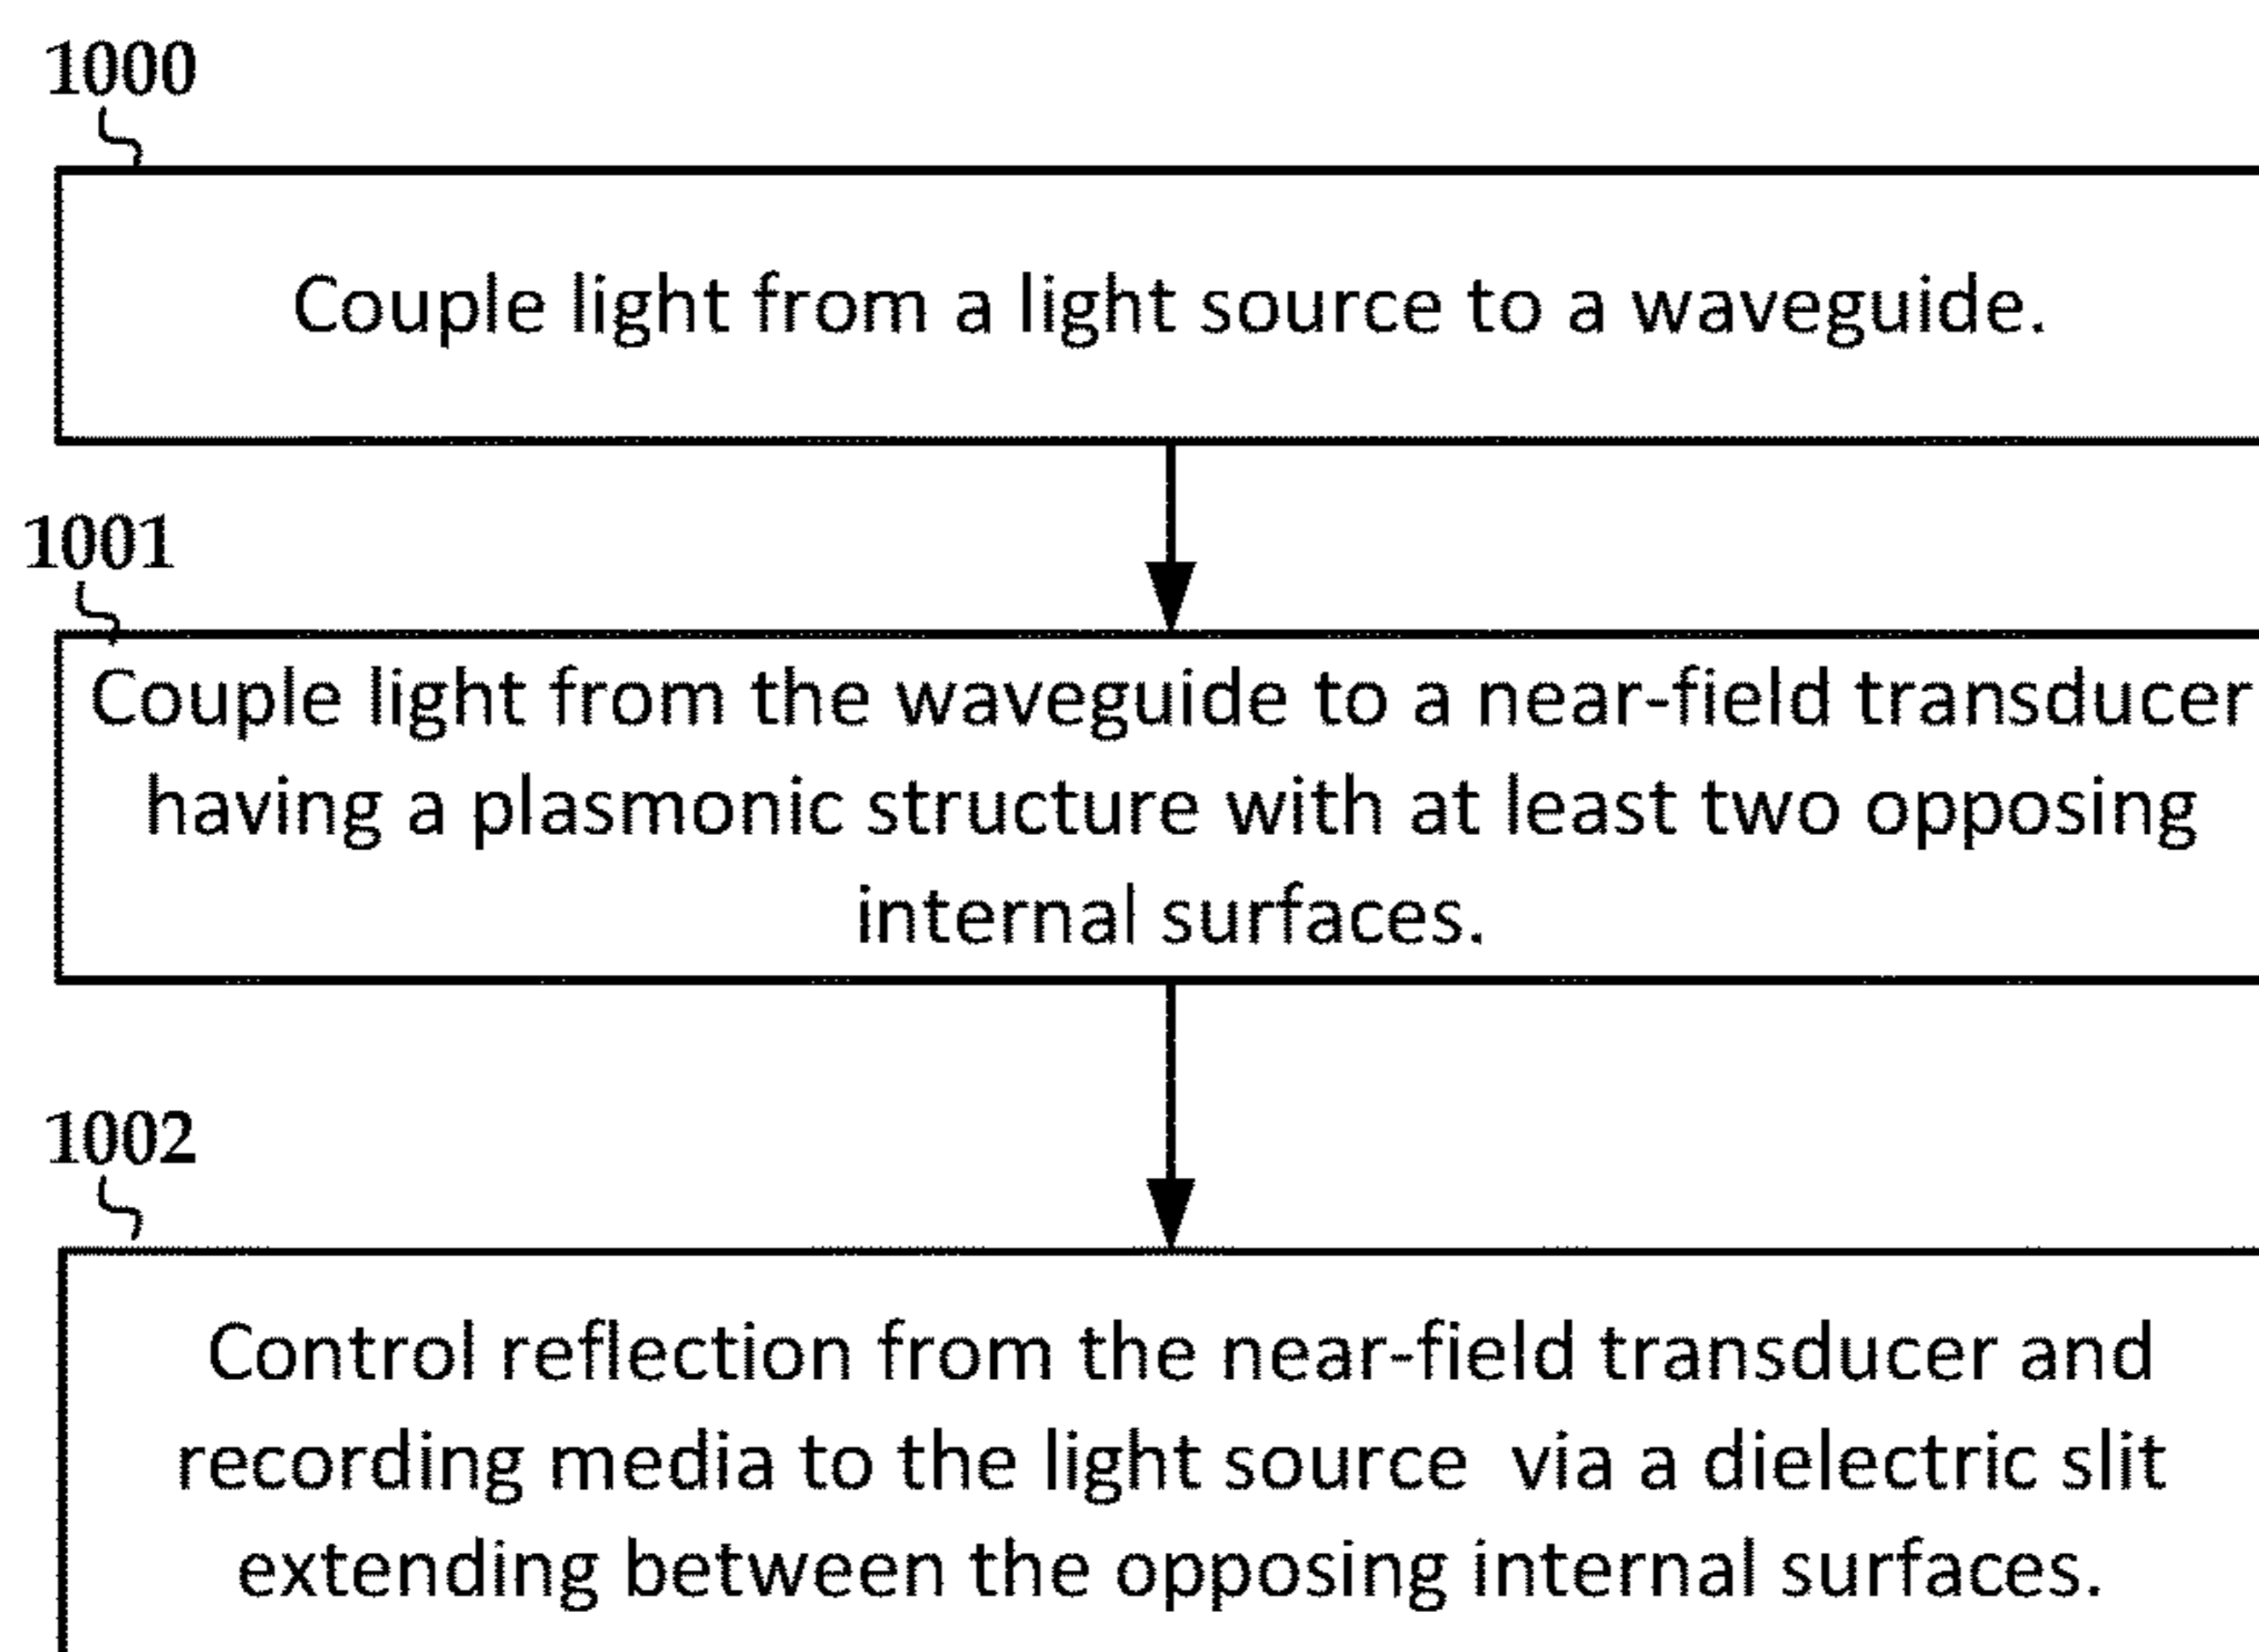 1000
Couple light from a light source to a waveguide.
1001
Couple light from the waveguide to a near-field transducer
having a plasmonic structure with at least two opposing
internal surfaces.
1002
Control reflection from the near-field transducer and
recording media to the light source via a dielectric slit
extending between the opposing internal surfaces.